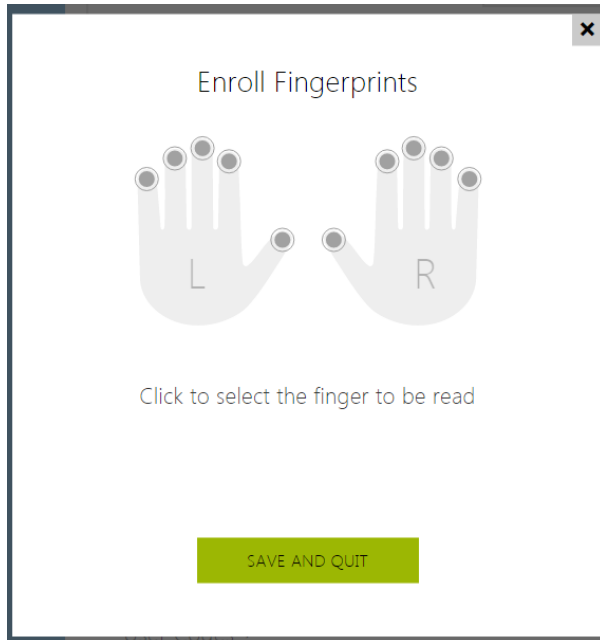 Enroll Fingerprints
L
R
Click to select the finger to be read
SAVE AND QUIT